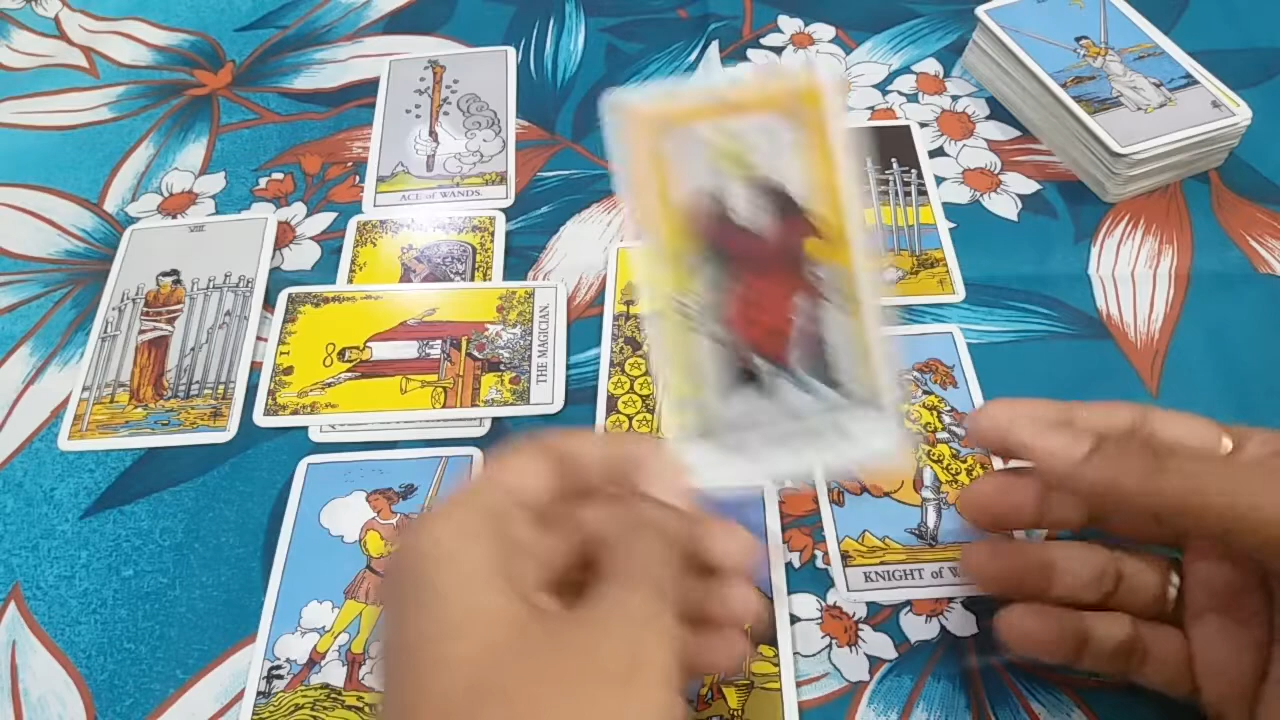 ACE of WANDS.
VIII
I
THE MAGICIAN.
KNIGHT of W